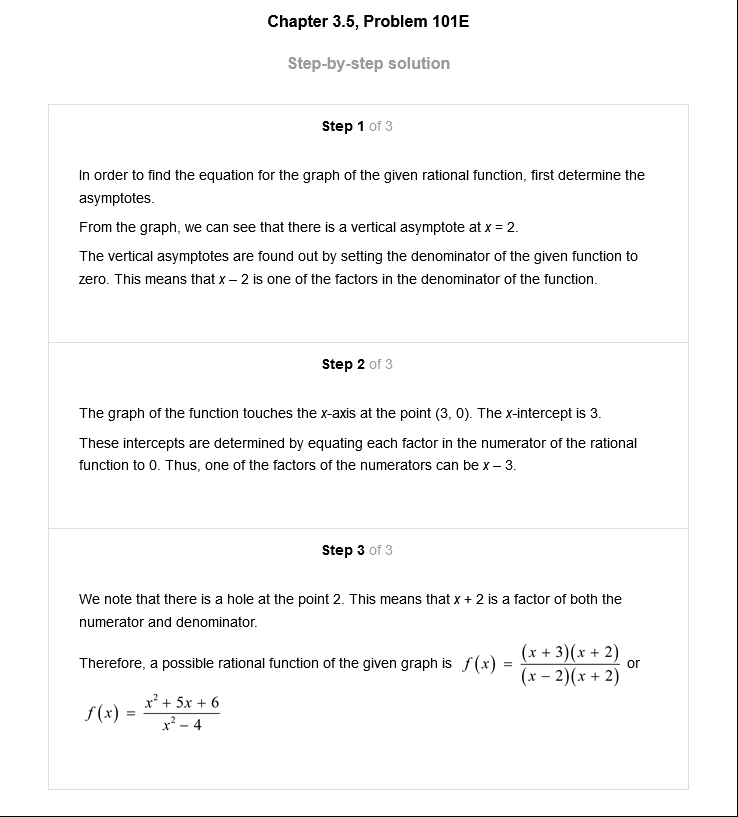 Chapter 3.5, Problem 101E
Step-by-step solution
Step 1 of 3
In order to find the equation for the graph of the given rational function, first determine the
asymptotes.
From the graph, we can see that there is a vertical asymptote at x = 2.
The vertical asymptotes are found out by setting the denominator of the given function to
zero. This means that x – 2 is one of the factors in the denominator of the function.
Step 2 of 3
The graph of the function touches the x-axis at the point (3, 0). The x-intercept is 3.
These intercepts are determined by equating each factor in the numerator of the rational
function to 0. Thus, one of the factors of the numerators can be x – 3.
Step 3 of 3
We note that there is a hole at the point 2. This means that x + 2 is a factor of both the
numerator and denominator.
Therefore, a possible rational function of the given graph is f(x) = (x + 3)(x + 2) / (x − 2)(x + 2) or
f(x) = x² + 5x + 6 / x² − 4